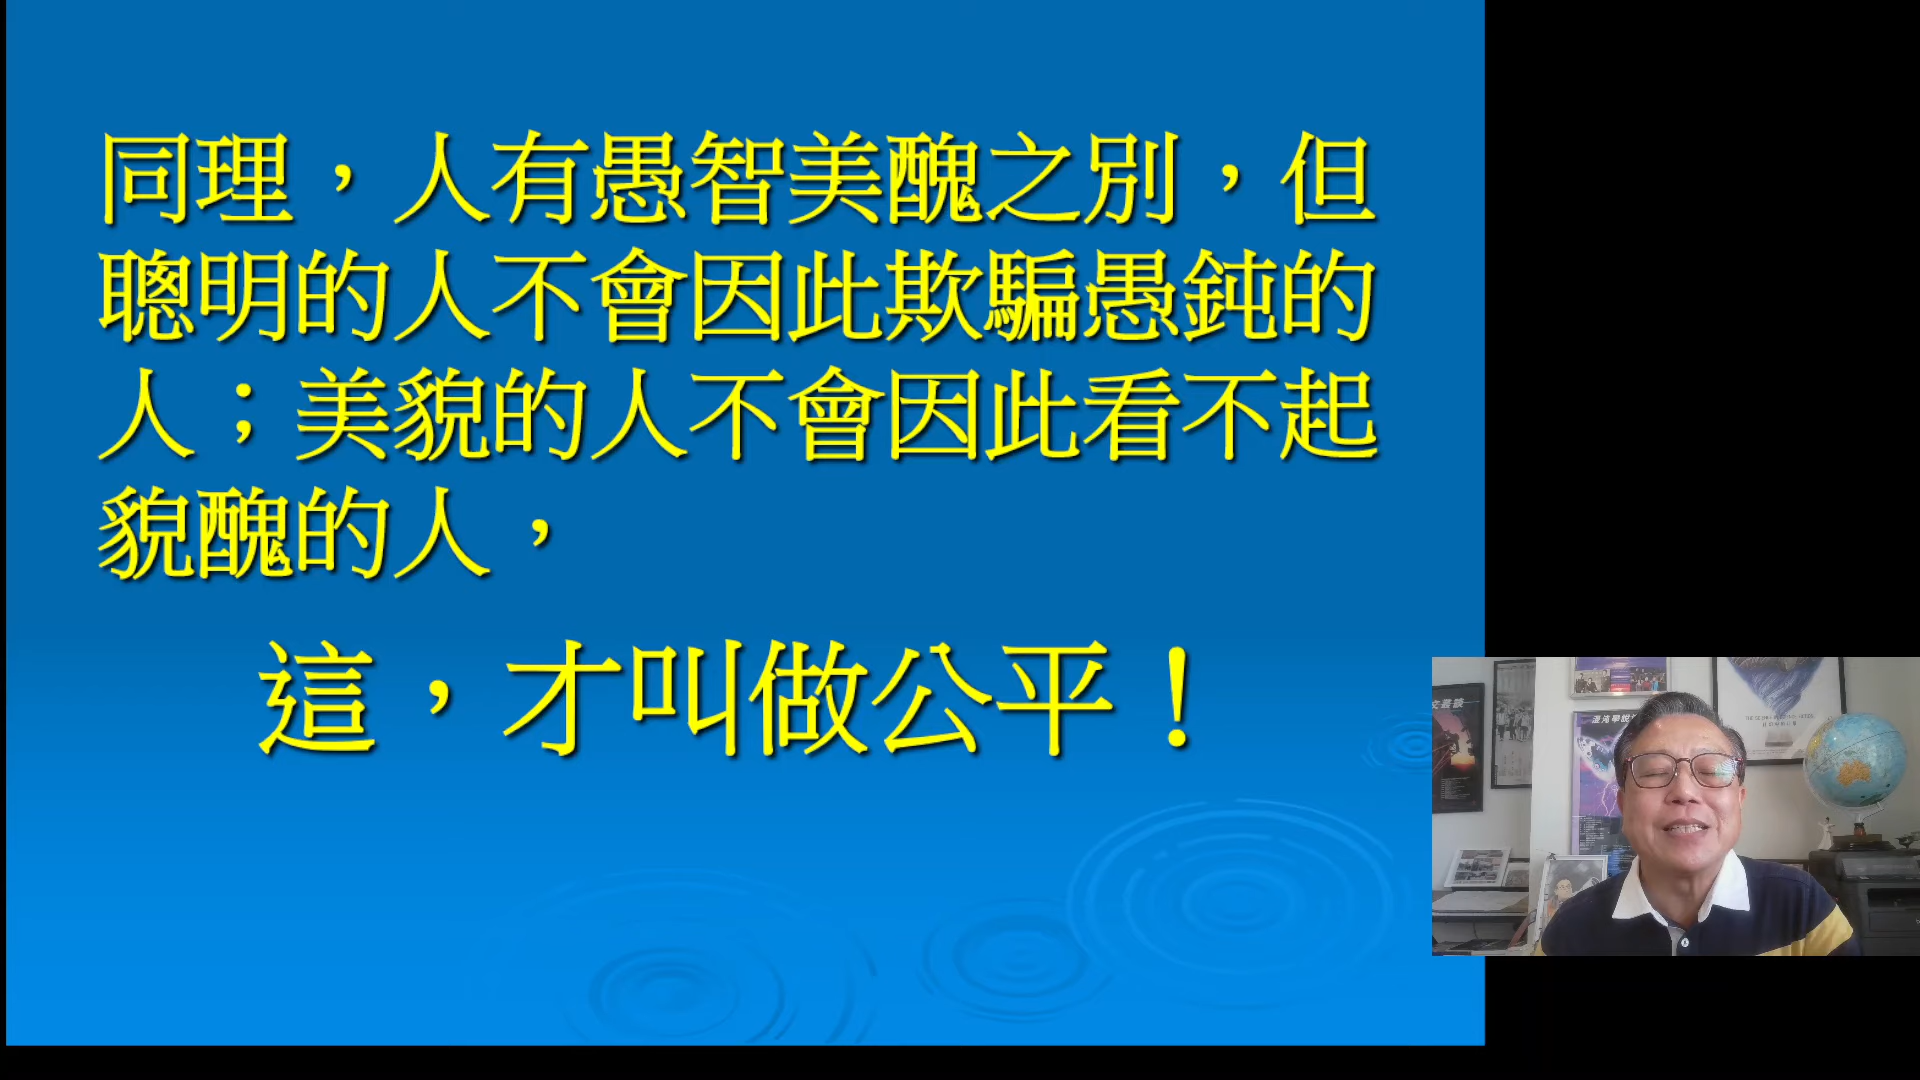 同理，人有愚智美醜之別，但
聰明的人不會因此欺騙愚鈍的
人；美貌的人不會因此看不起
貌醜的人，
這，才叫做公平！